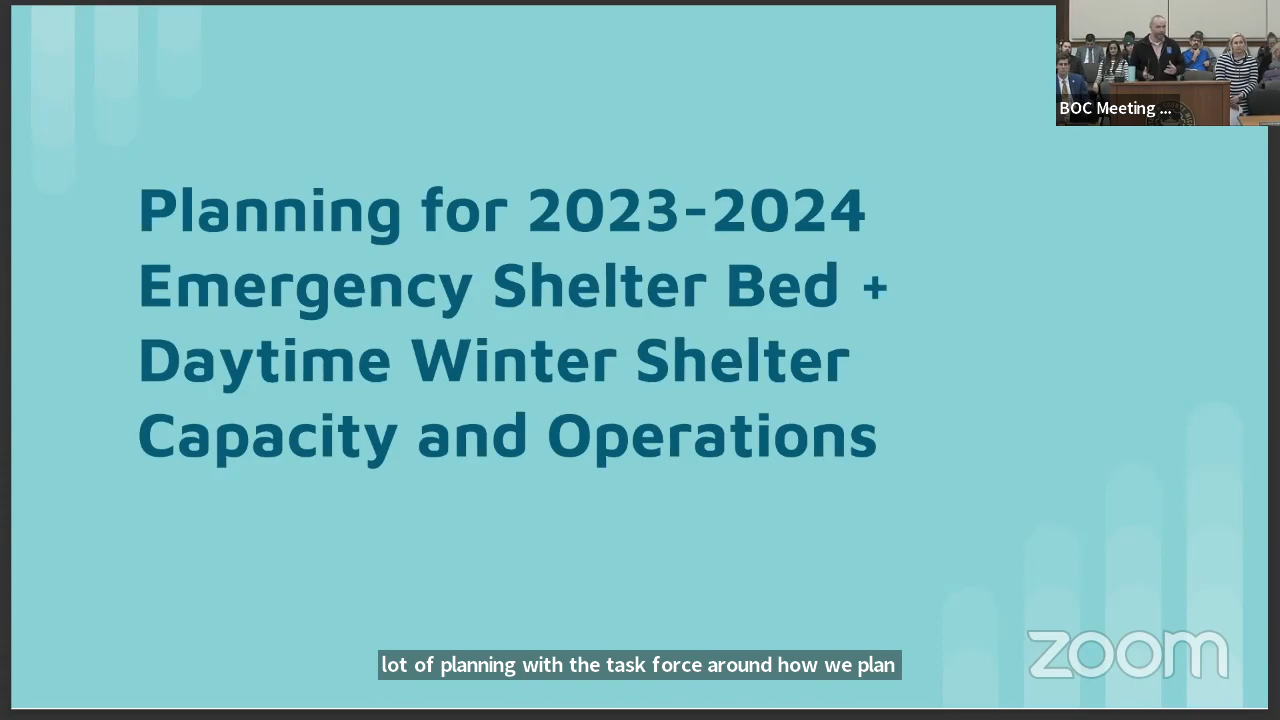 BOC Meeting ...
Planning for 2023-2024
Emergency Shelter Bed +
Daytime Winter Shelter
Capacity and Operations
lot of planning with the task force around how we plan
zoom